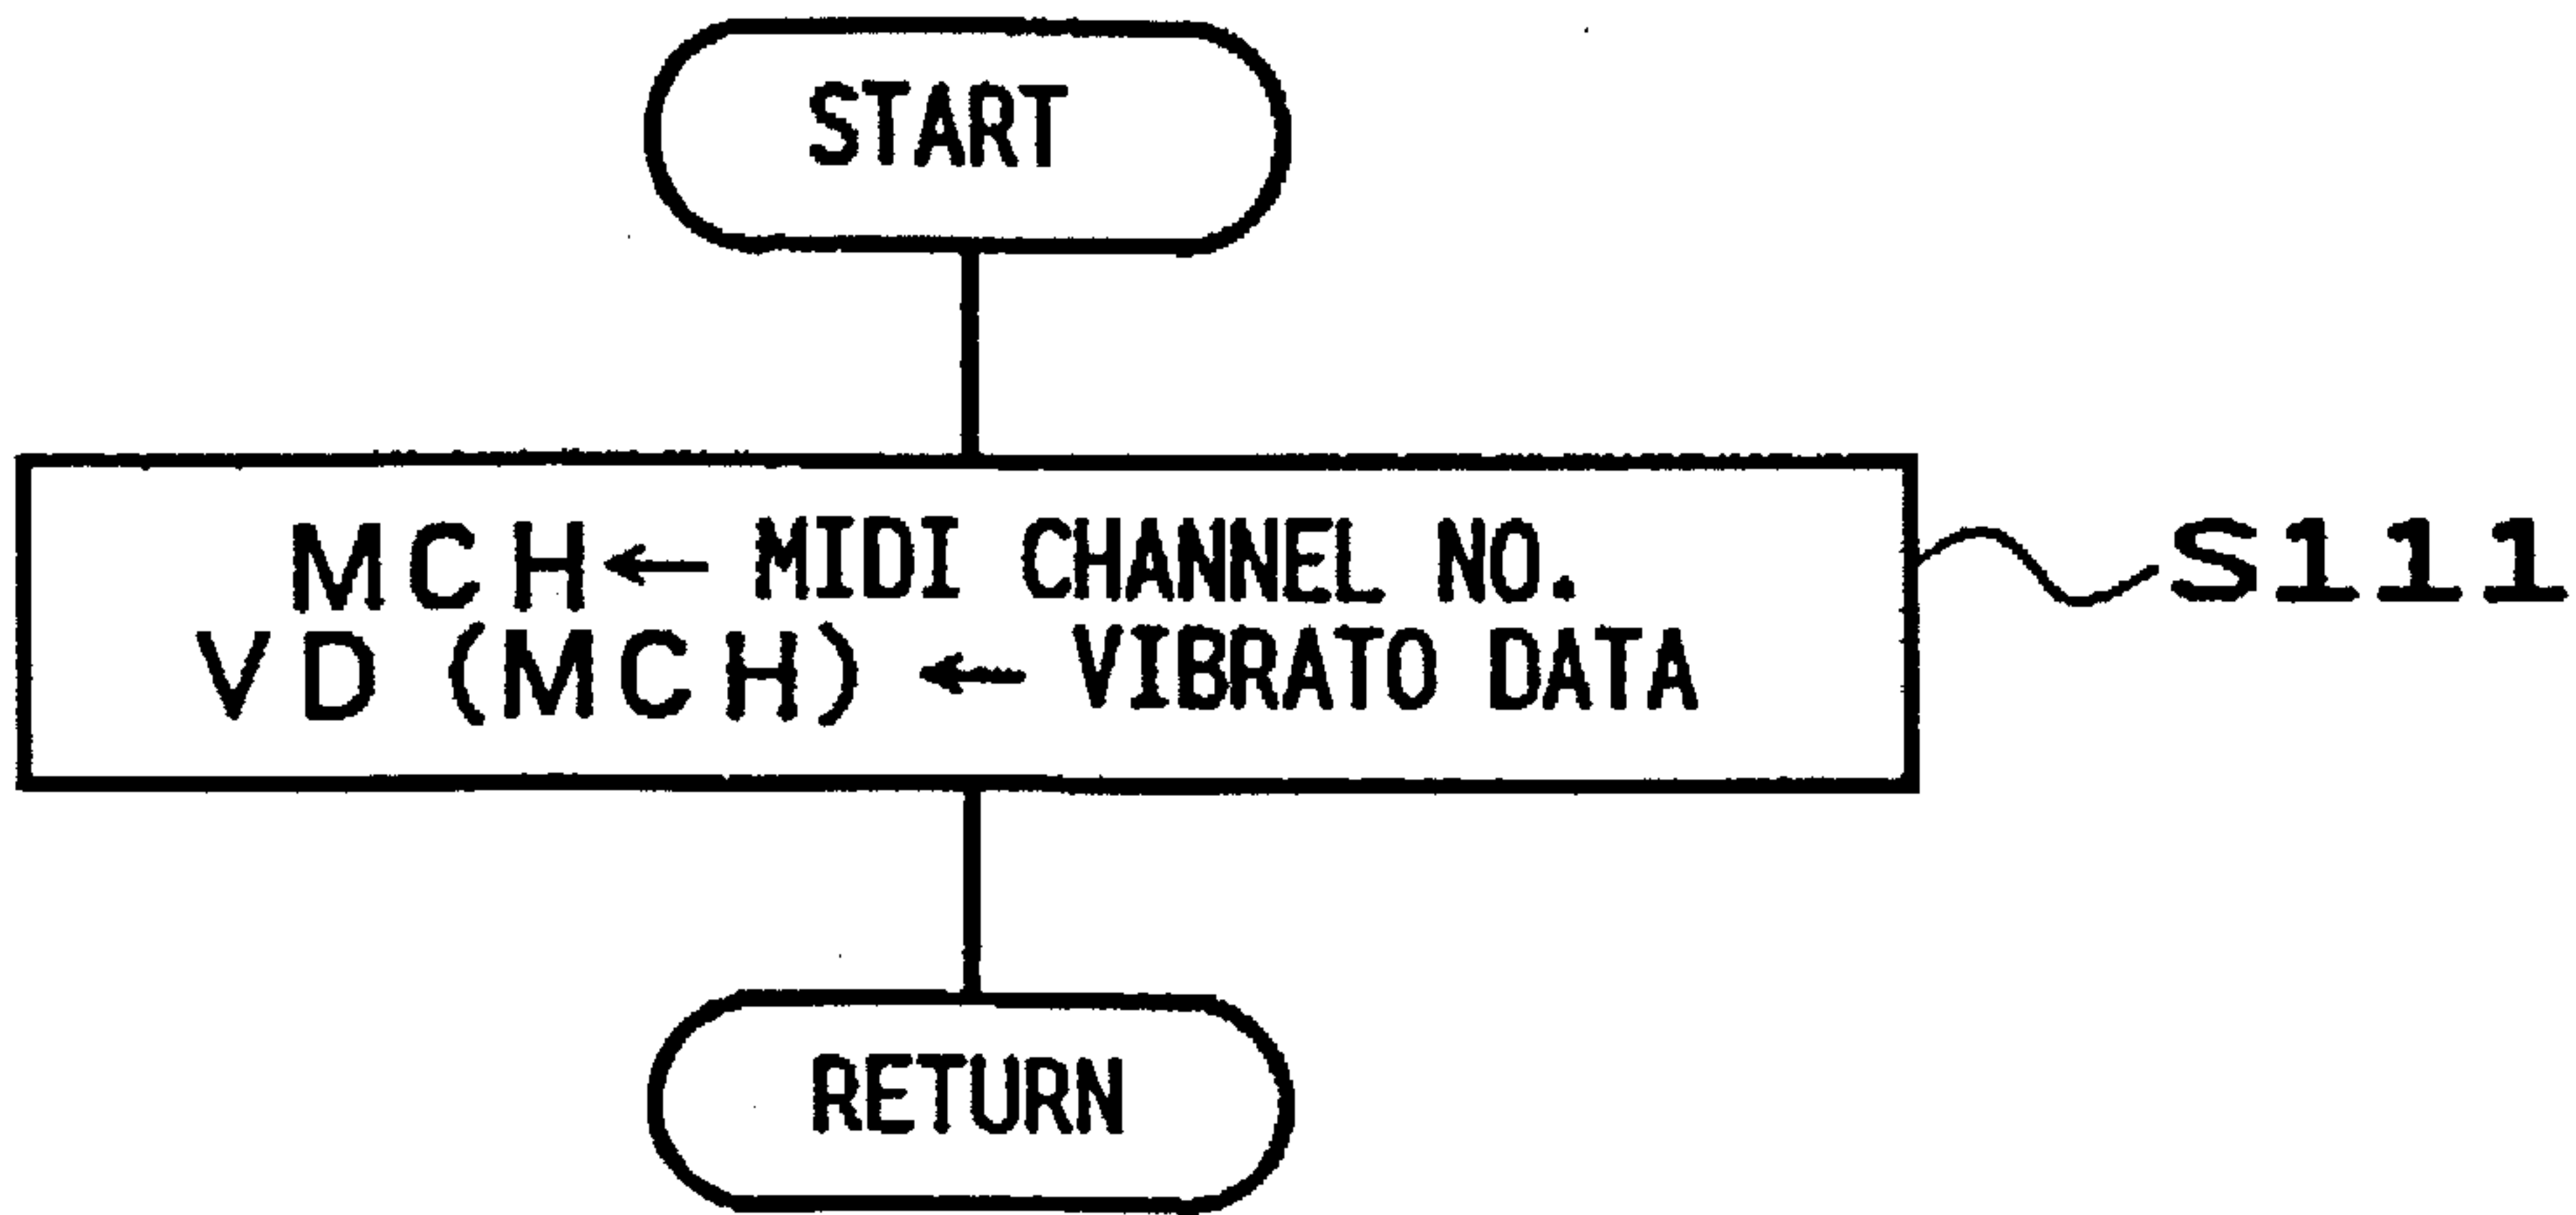 START
MCH← MIDI CHANNEL NO.
VD (MCH) ← VIBRATO DATA
S111
RETURN